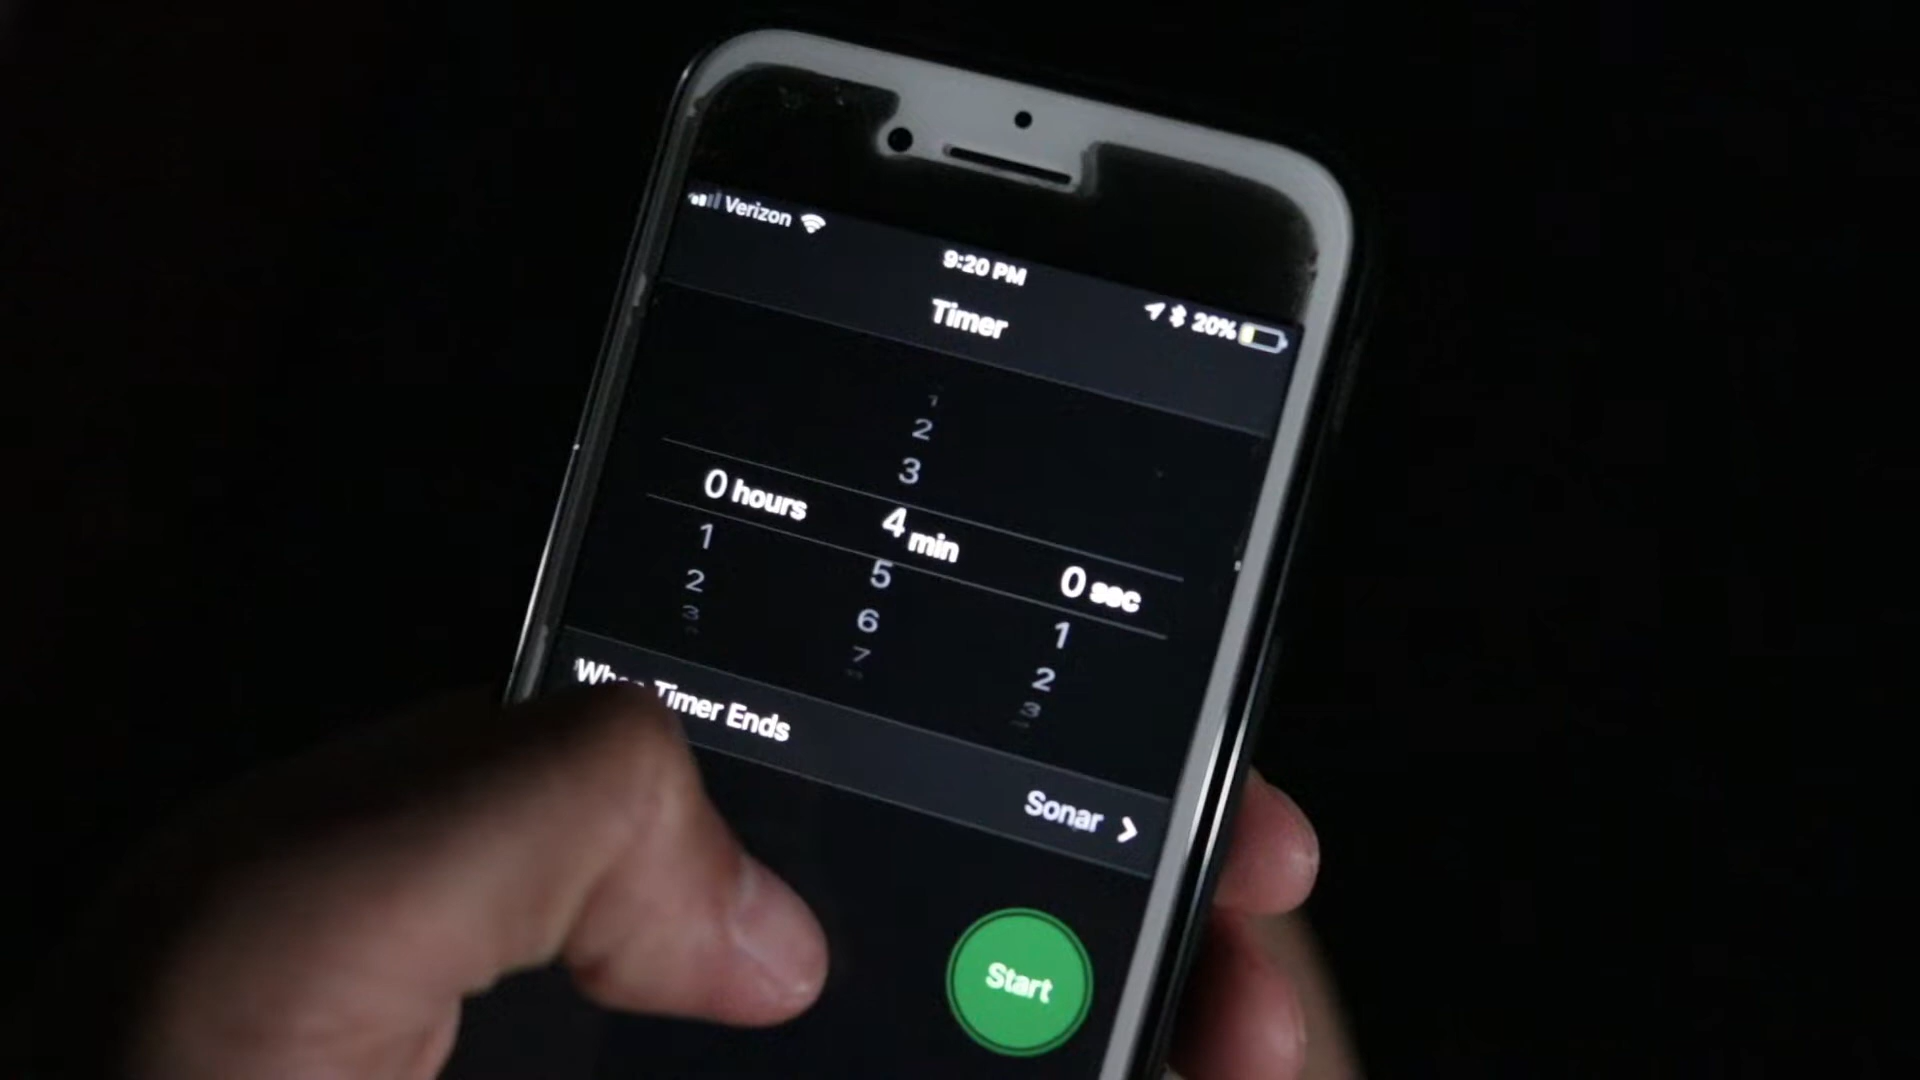 Verizon
9:20 PM
20%
Timer
1
2
3
0 hours 4 min 0 sec
1 5 1
2 6 2
3 7 3
When Timer Ends
Sonar >
Start